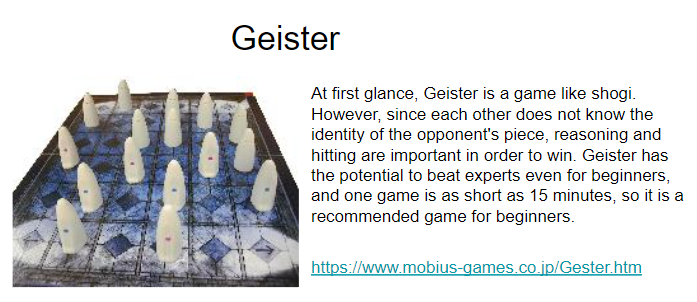 Geister
At first glance, Geister is a game like shogi.
However, since each other does not know the
identity of the opponent's piece, reasoning and
hitting are important in order to win. Geister has
the potential to beat experts even for beginners,
and one game is as short as 15 minutes, so it is a
recommended game for beginners.
https://www.mobius-games.co.jp/Gester.htm